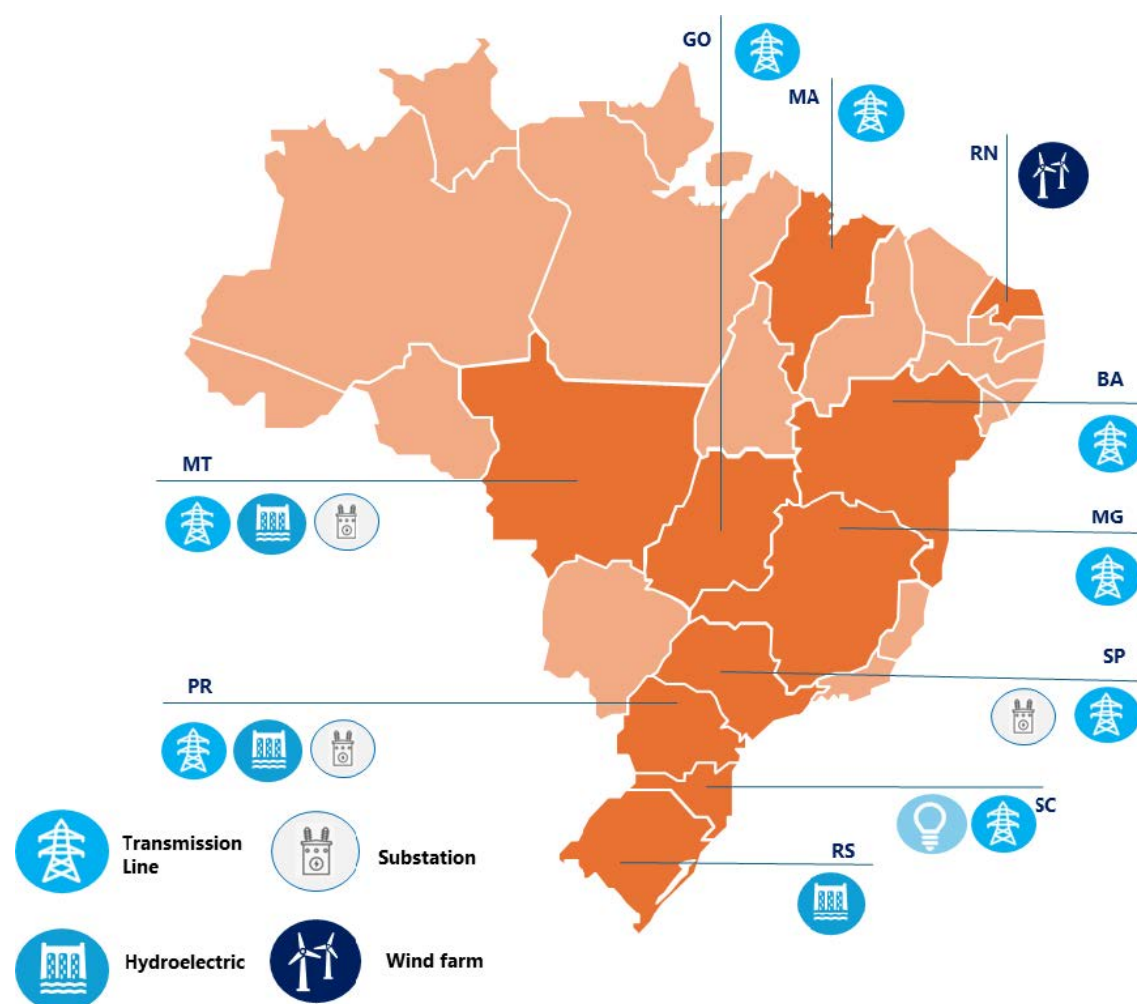 GO
MA
RN
BA
MT
MG
SP
PR
SC
RS
Transmission
Line
Substation
Hydroelectric
Wind farm